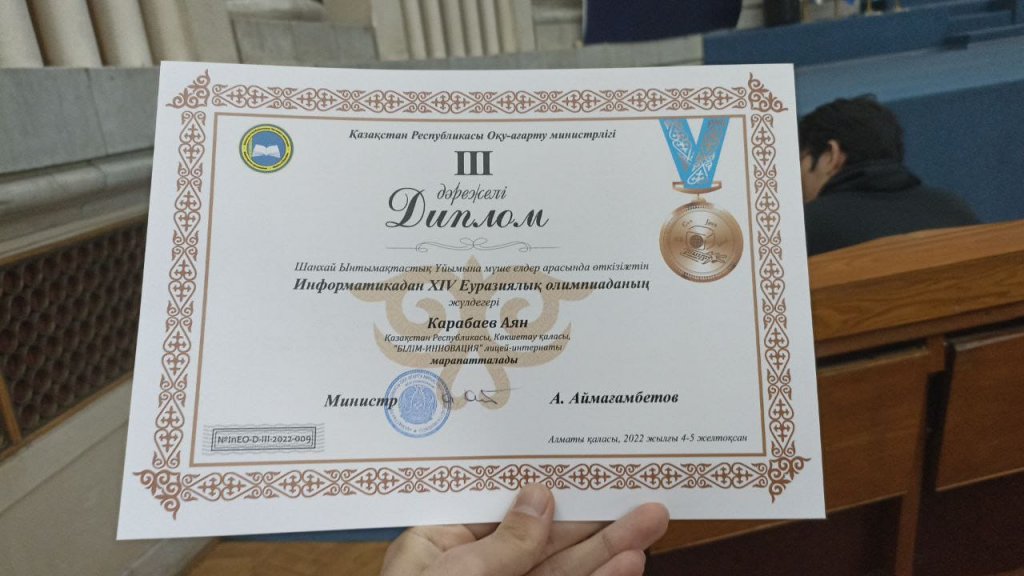 Қазақстан Республикасы Оқу-ағарту министрлігі
III
дәрежелі
Диплом
Шанхай Ынтымақтастық Ұйымына мүше елдер арасында өткізілетін
Информатикадан XIV Еуразиялық олимпиаданың
жүлдегері
Карабаев Аян
Қазақстан Республикасы, Көкшетау қаласы,
"БІЛІМ-ИННОВАЦИЯ" лицей-интернаты
марапатталады
Министр
А. Аймагамбетов
№InEO-D-III-2022-009
Алматы қаласы, 2022 жылғы 4-5 желтоқсан